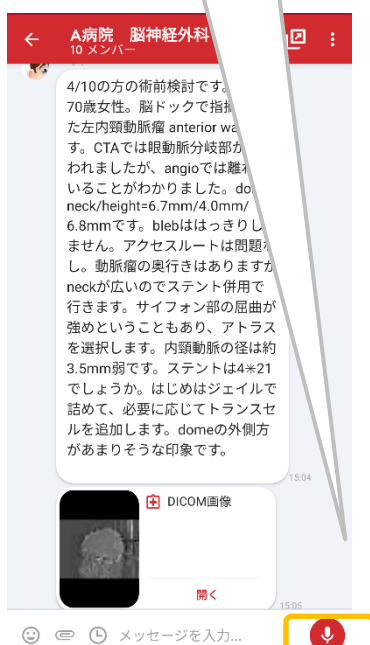 A病院 脳神経外科
10 メンバー
4/10の方の術前検討です。
70歳女性。脳ドックで指摘
た左内頸動脈瘤 anterior wa
す。CTAでは眼動脈分岐部か
われましたが、angioでは離れ
いることがわかりました。do
neck/height=6.7mm/4.0mm/
6.8mmです。blebははっきりし
ません。アクセスルートは問題な
し。動脈瘤の奥行きはありますが
neckが広いのでステント併用で
行きます。サイフォン部の屈曲が
強めということもあり、アトラス
を選択します。内頸動脈の径は約
3.5mm弱です。ステントは4*21
でしょうか。はじめはジェイルで
詰めて、必要に応じてトランスセ
ルを追加します。domeの外側方
があまりそうな印象です。
15:04
DICOM画像
開く
15:05
メッセージを入力...